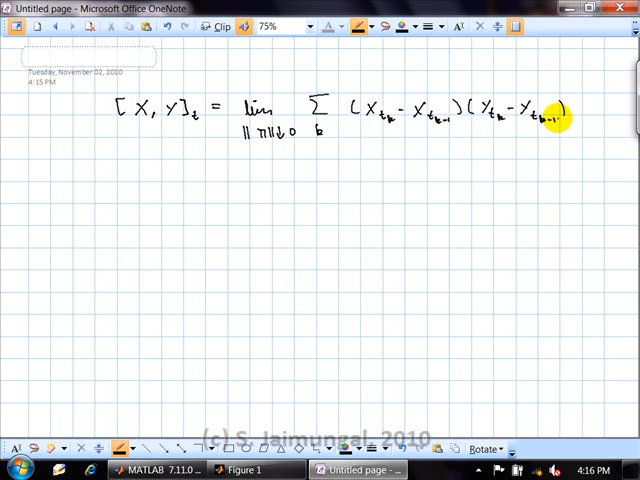 Untitled page - Microsoft Office OneNote
Clip 75%
Tuesday, November 02, 2010
4:15 PM
[ X, Y ]_t = lim_{||π||↓0} ∑_k (X_{t_k} - X_{t_{k-1}}) (Y_{t_k} - Y_{t_{k-1}})
(c) S. Jaimungal, 2010
Rotate
MATLAB 7.11.0 Figure 1 Untitled page - ... 4:16 PM